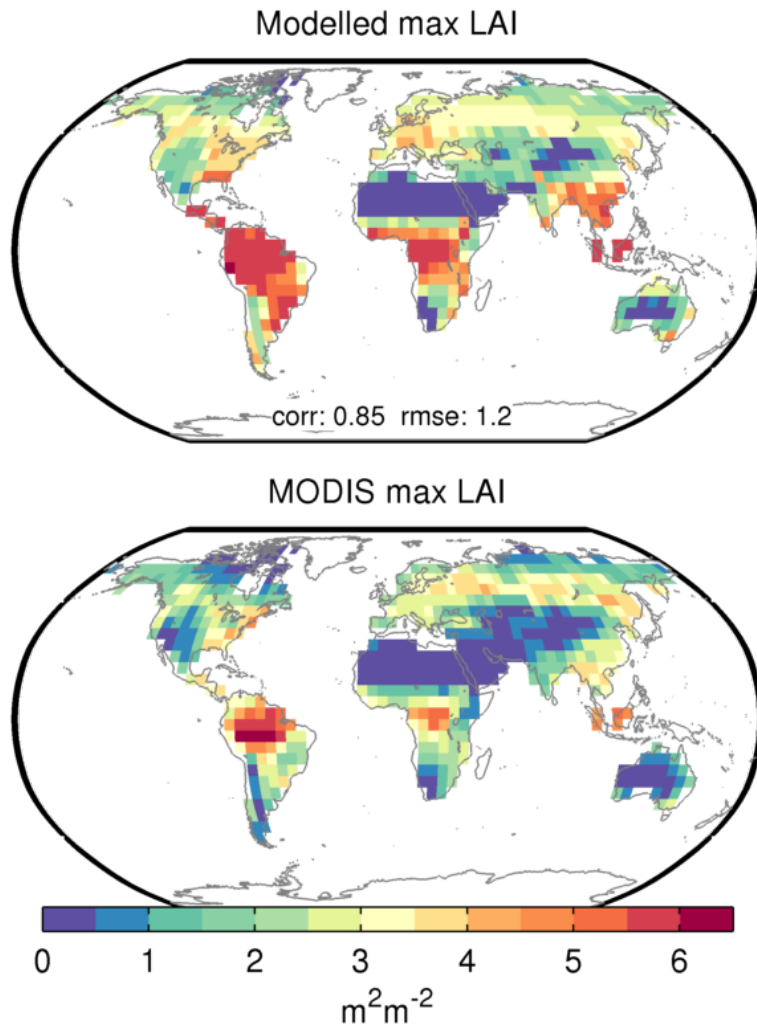 Modelled max LAI
corr: 0.85 rmse: 1.2
MODIS max LAI
0 1 2 3 4 5 6
m²m⁻²